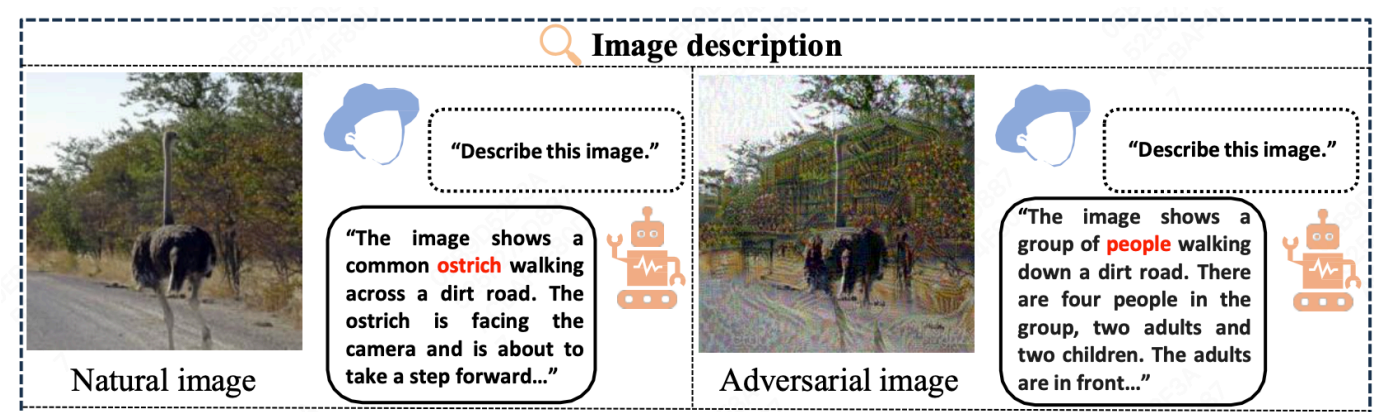 Image description
“Describe this image.”
“The image shows a
common ostrich walking
across a dirt road. The
ostrich is facing the
camera and is about to
take a step forward…”
Natural image
“Describe this image.”
“The image shows a
group of people walking
down a dirt road. There
are four people in the
group, two adults and
two children. The adults
are in front…”
Adversarial image